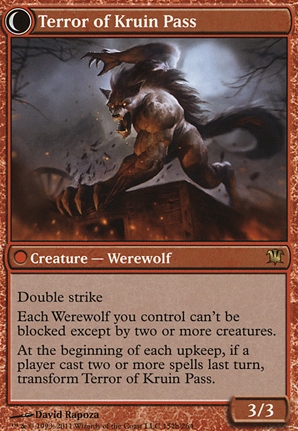 Terror of Kruin Pass
Creature — Werewolf
Double strike
Each Werewolf you control can't be
blocked except by two or more creatures.
At the beginning of each upkeep, if a
player cast two or more spells last turn,
transform Terror of Kruin Pass.
David Rapoza
3/3